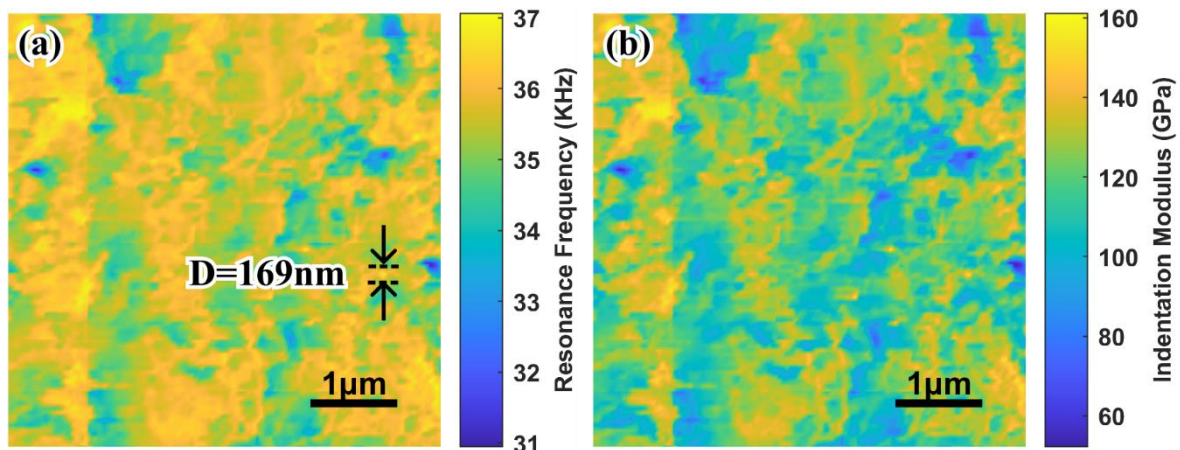 (a)
D=169nm
1μm
37
36
35
34
33
32
31
Resonance Frequency (KHz)
(b)
1μm
160
140
120
100
80
60
Indentation Modulus (GPa)